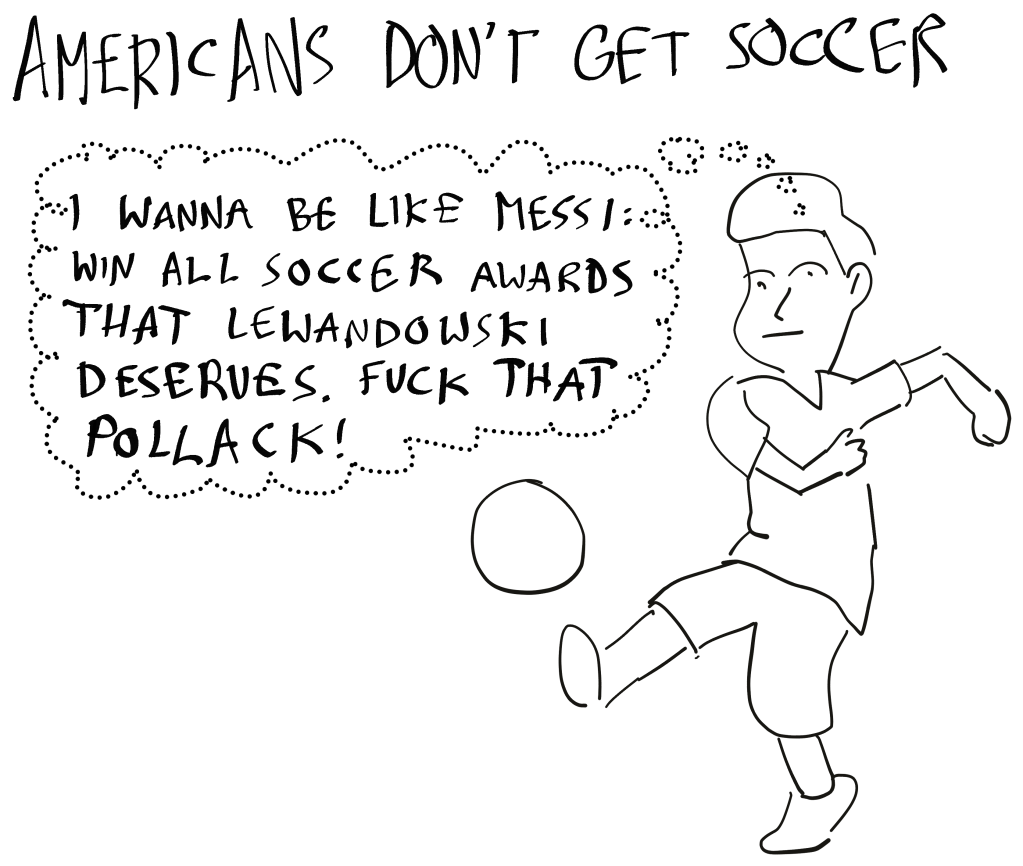 AMERICANS DON'T GET SOCCER
I WANNA BE LIKE MESSI:
WIN ALL SOCCER AWARDS
THAT LEWANDOWSKI
DESERVES. FUCK THAT
POLLACK!